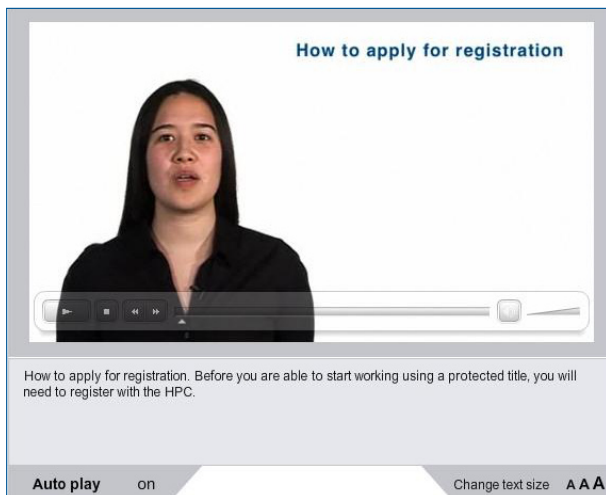 How to apply for registration
How to apply for registration. Before you are able to start working using a protected title, you will
need to register with the HPC.
Auto play on
Change text size A A A